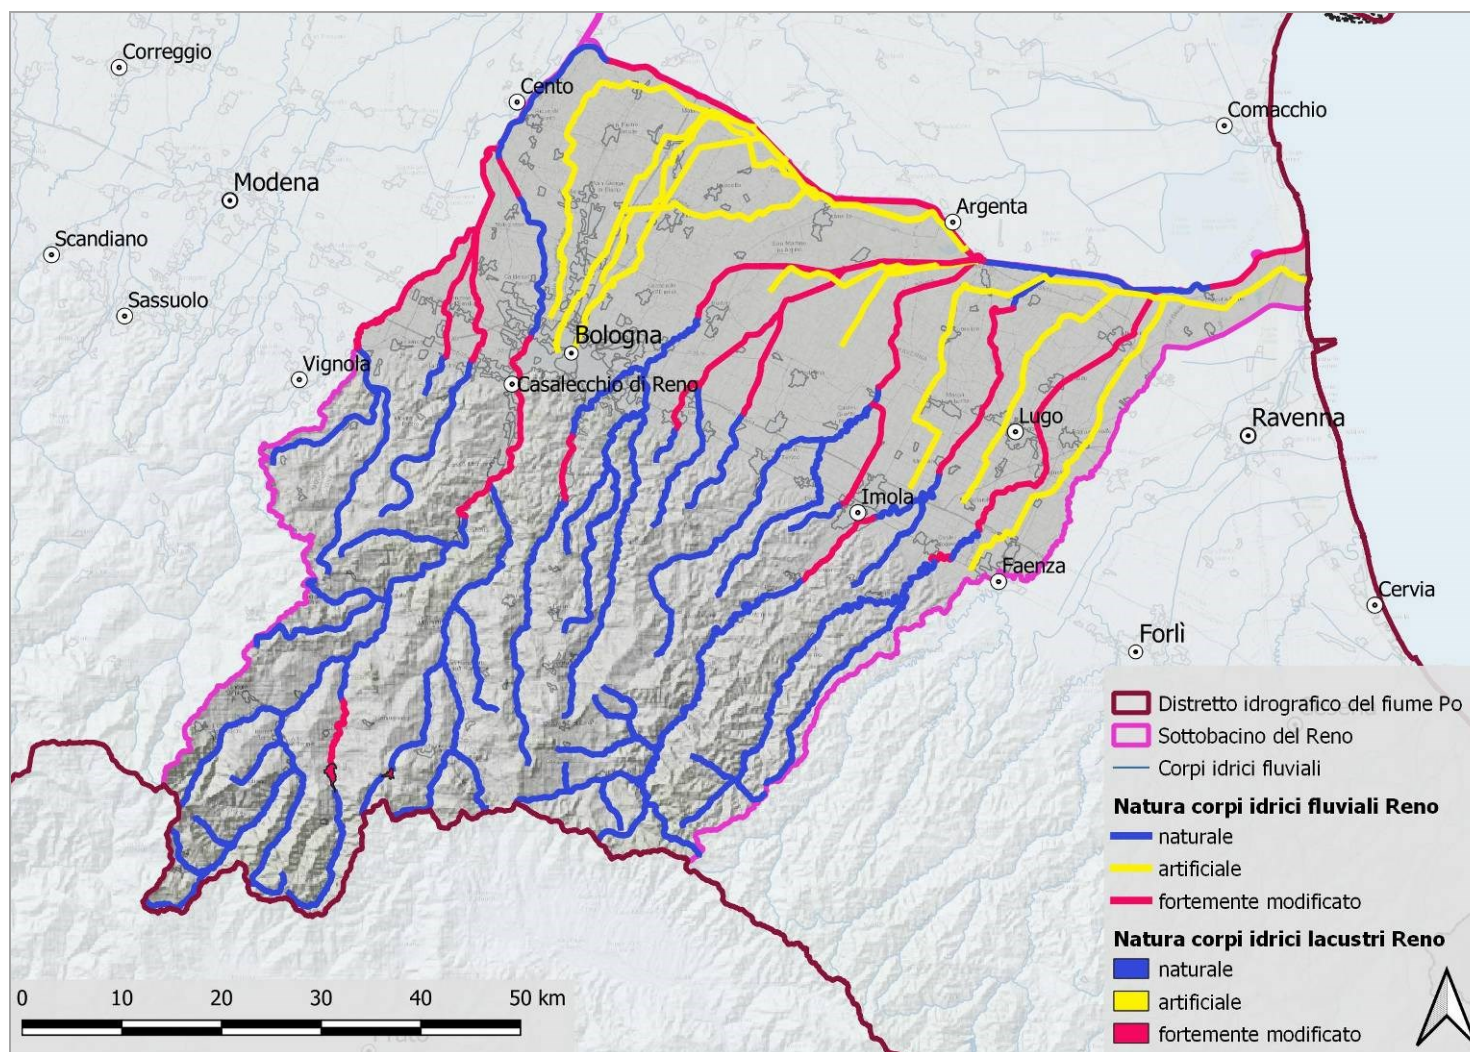 Correggio
Cento
Comacchio
Modena
Argenta
Scandiano
Sassuolo
Bologna
Vignola
Casalecchio di Reno
Lugo
Ravenna
Imola
Faenza
Cervia
Forlì
Distretto idrografico del fiume Po
Sottobacino del Reno
Corpi idrici fluviali
Natura corpi idrici fluviali Reno
naturale
artificiale
fortemente modificato
Natura corpi idrici lacustri Reno
naturale
artificiale
fortemente modificato
0 10 20 30 40 50 km